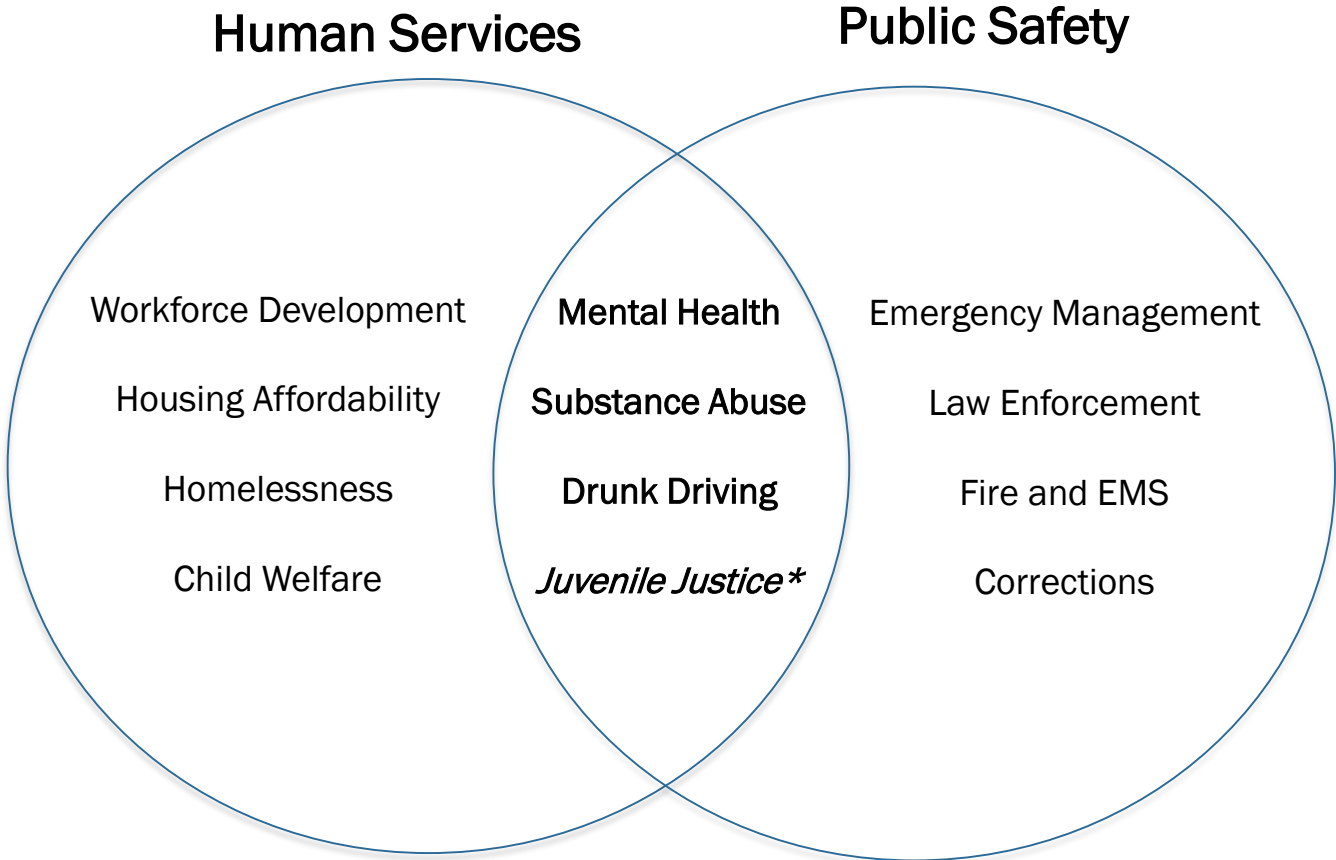 Human Services
Public Safety
Workforce Development
Housing Affordability
Homelessness
Child Welfare
Mental Health
Substance Abuse
Drunk Driving
Juvenile Justice*
Emergency Management
Law Enforcement
Fire and EMS
Corrections